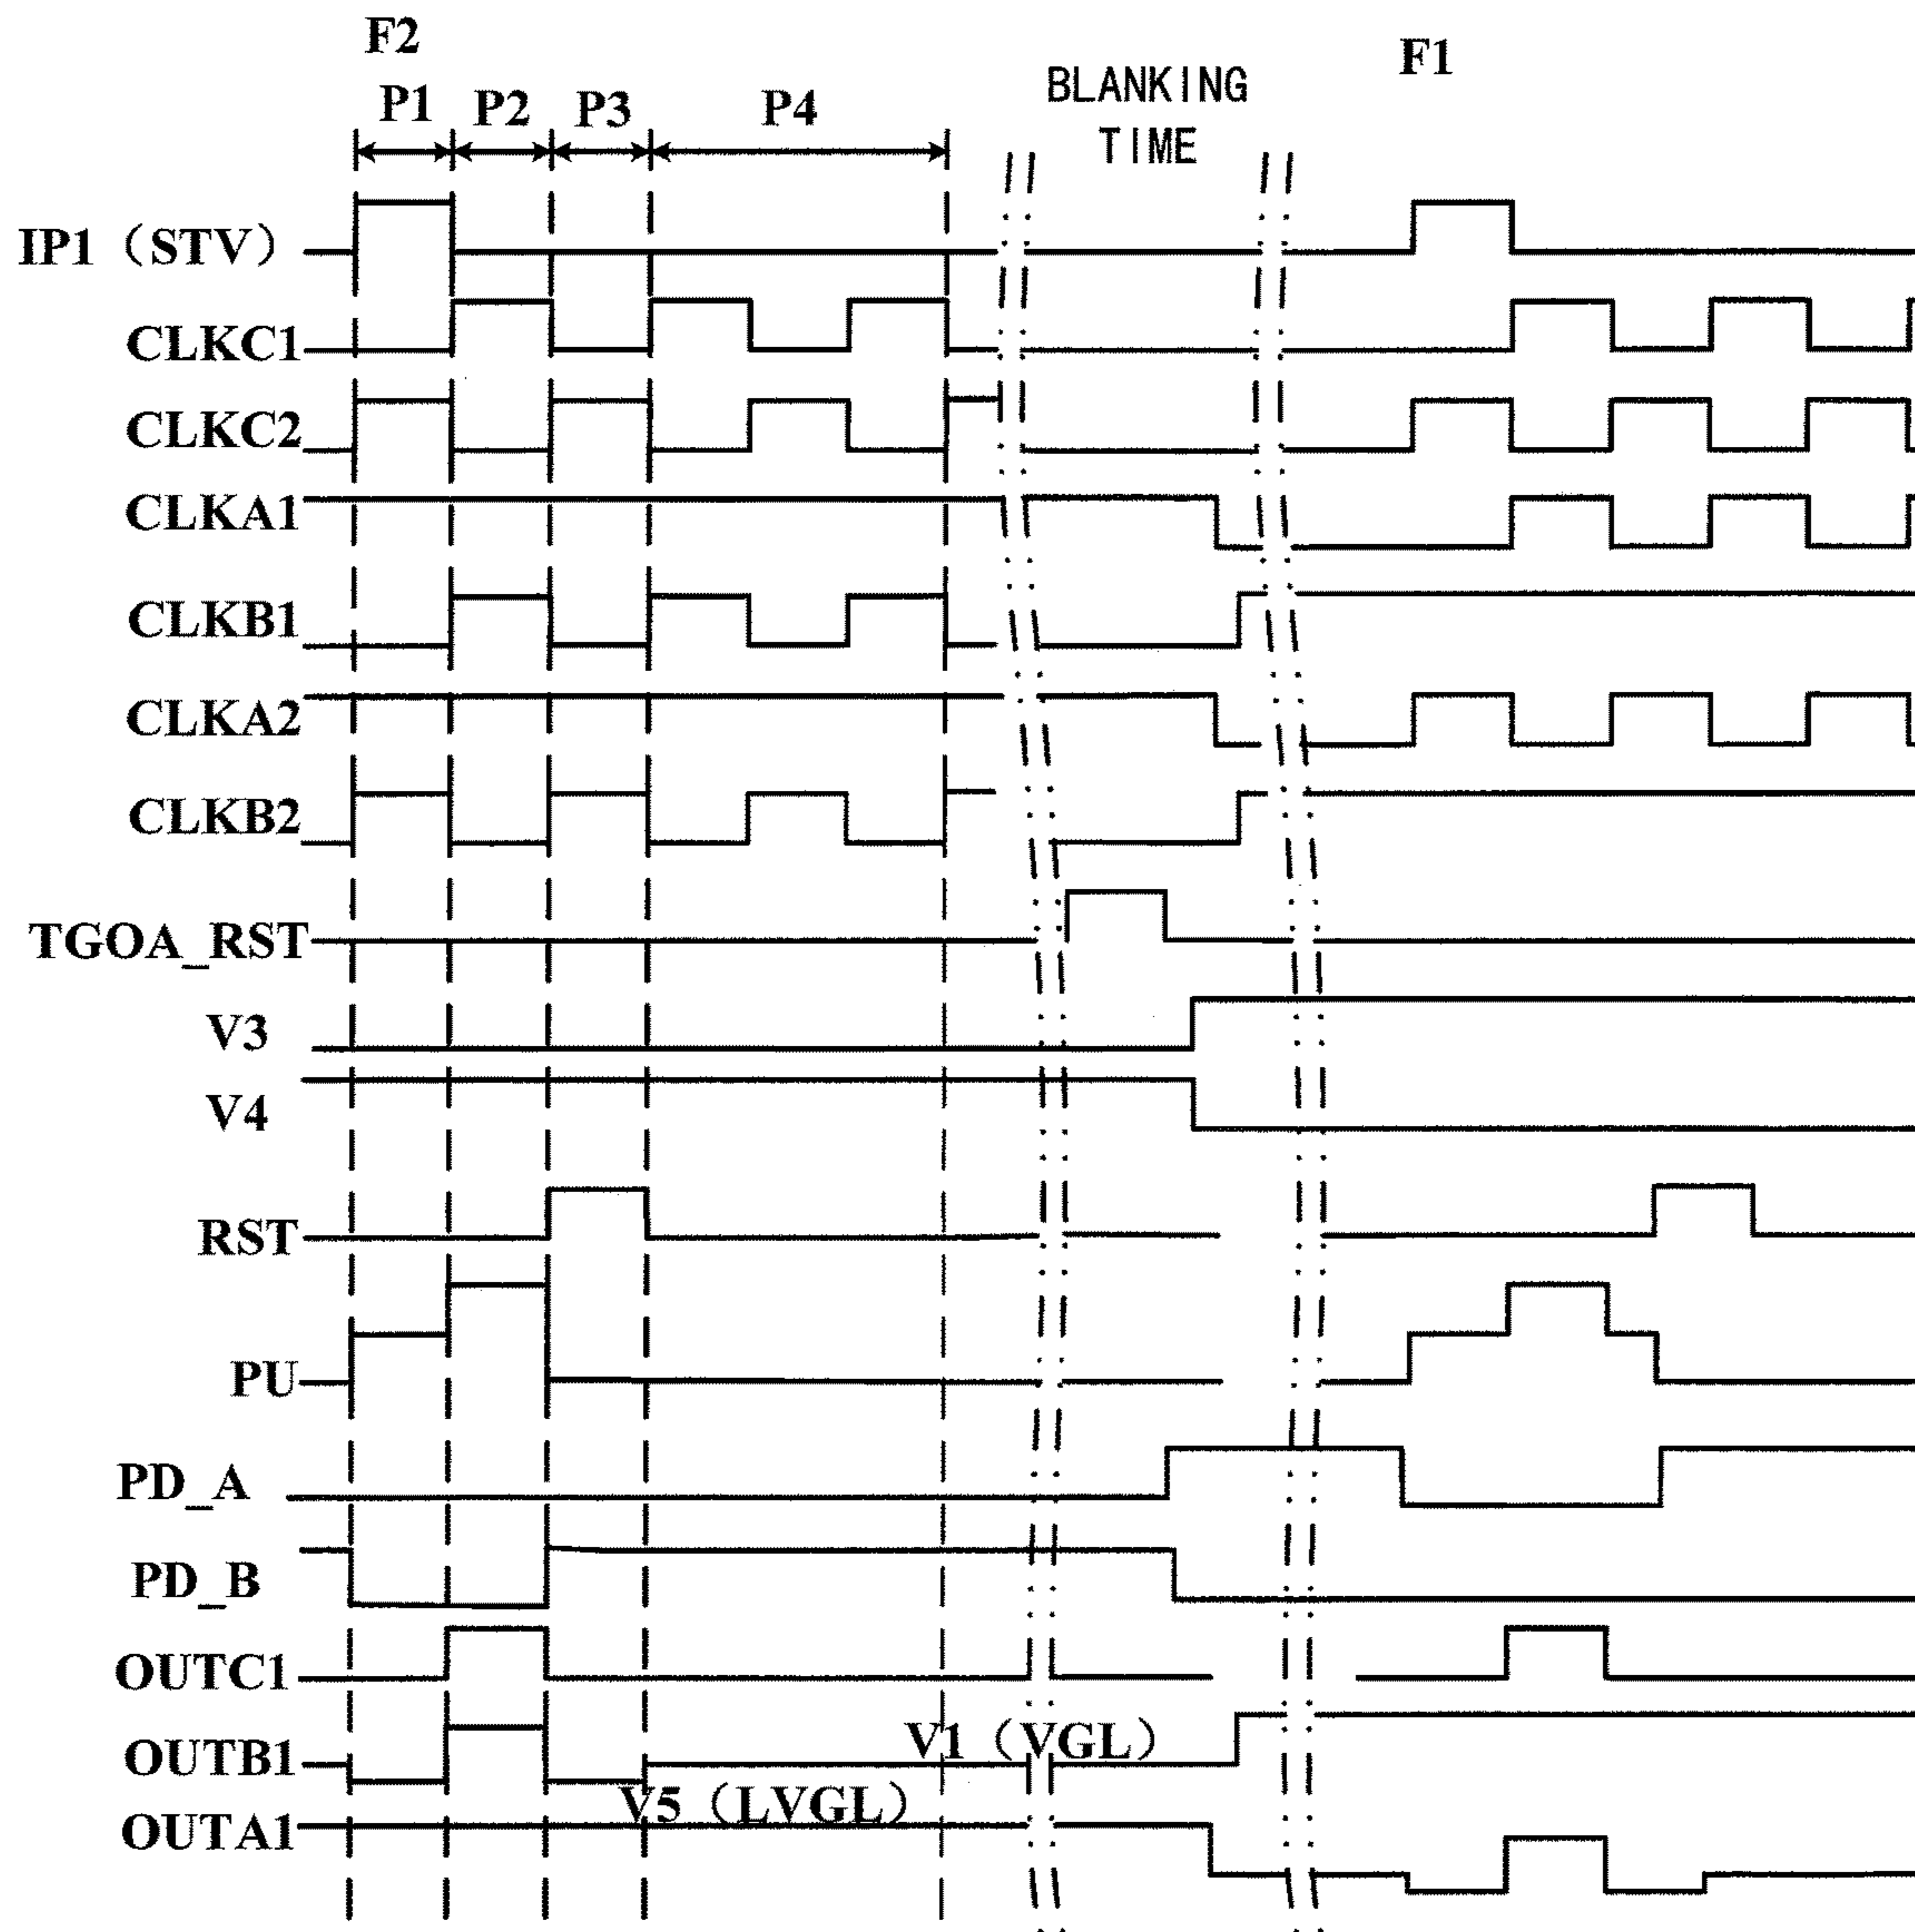 F2
F1
P1 P2 P3 P4
BLANKING
TIME
IP1（STV）
CLKC1
CLKC2
CLKA1
CLKB1
CLKA2
CLKB2
TGOA_RST
V3
V4
RST
PU
PD_A
PD_B
OUTC1
V1（VGL）
OUTB1
V5（LVGL）
OUTA1